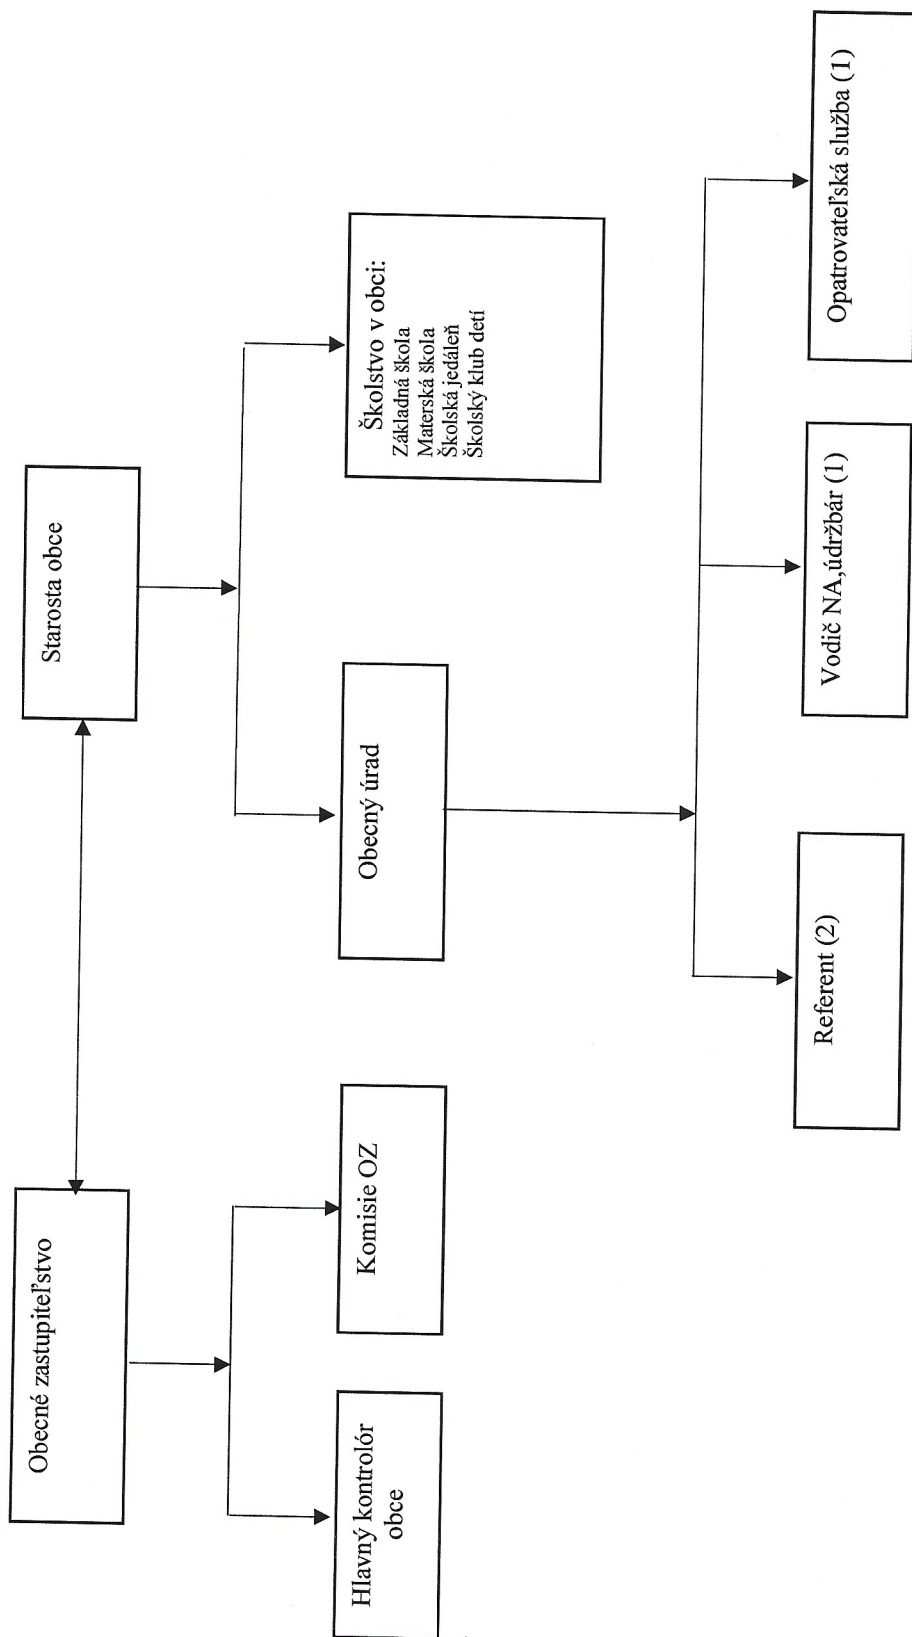 Obecné zastupiteľstvo
Starosta obce
Hlavný kontrolór
obce
Komisie OZ
Obecný úrad
Školstvo v obci:
Základná škola
Materská škola
Školská jedáleň
Školský klub detí
Referent (2)
Vodič NA,údržbár (1)
Opatrovateľská služba (1)